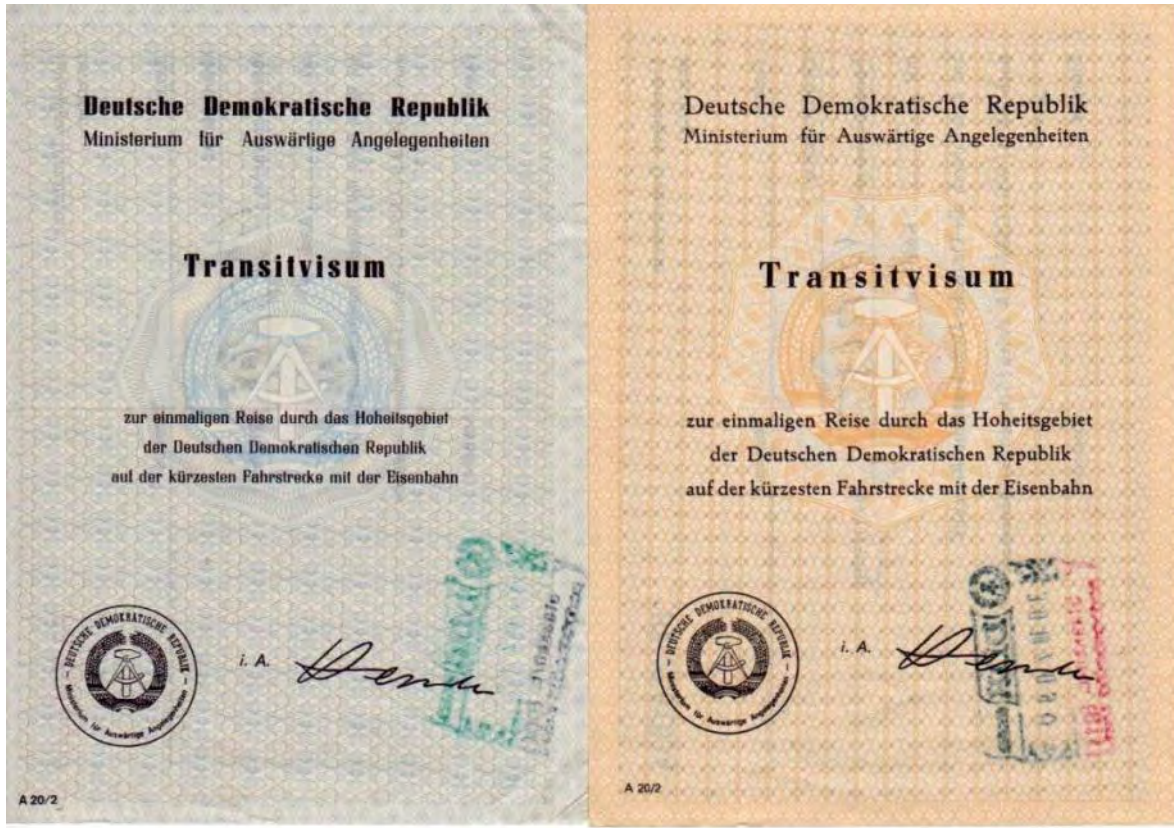 Deutsche Demokratische Republik
Ministerium für Auswärtige Angelegenheiten
Transitvisum
zur einmaligen Reise durch das Hoheitsgebiet
der Deutschen Demokratischen Republik
auf der kürzesten Fahrstrecke mit der Eisenbahn
DEUTSCHE DEMOKRATISCHE REPUBLIK
Ministerium für Auswärtige Angelegenheiten
i. A.
A 20/2
Deutsche Demokratische Republik
Ministerium für Auswärtige Angelegenheiten
Transitvisum
zur einmaligen Reise durch das Hoheitsgebiet
der Deutschen Demokratischen Republik
auf der kürzesten Fahrstrecke mit der Eisenbahn
DEUTSCHE DEMOKRATISCHE REPUBLIK
Ministerium für Auswärtige Angelegenheiten
i. A.
A 20/2